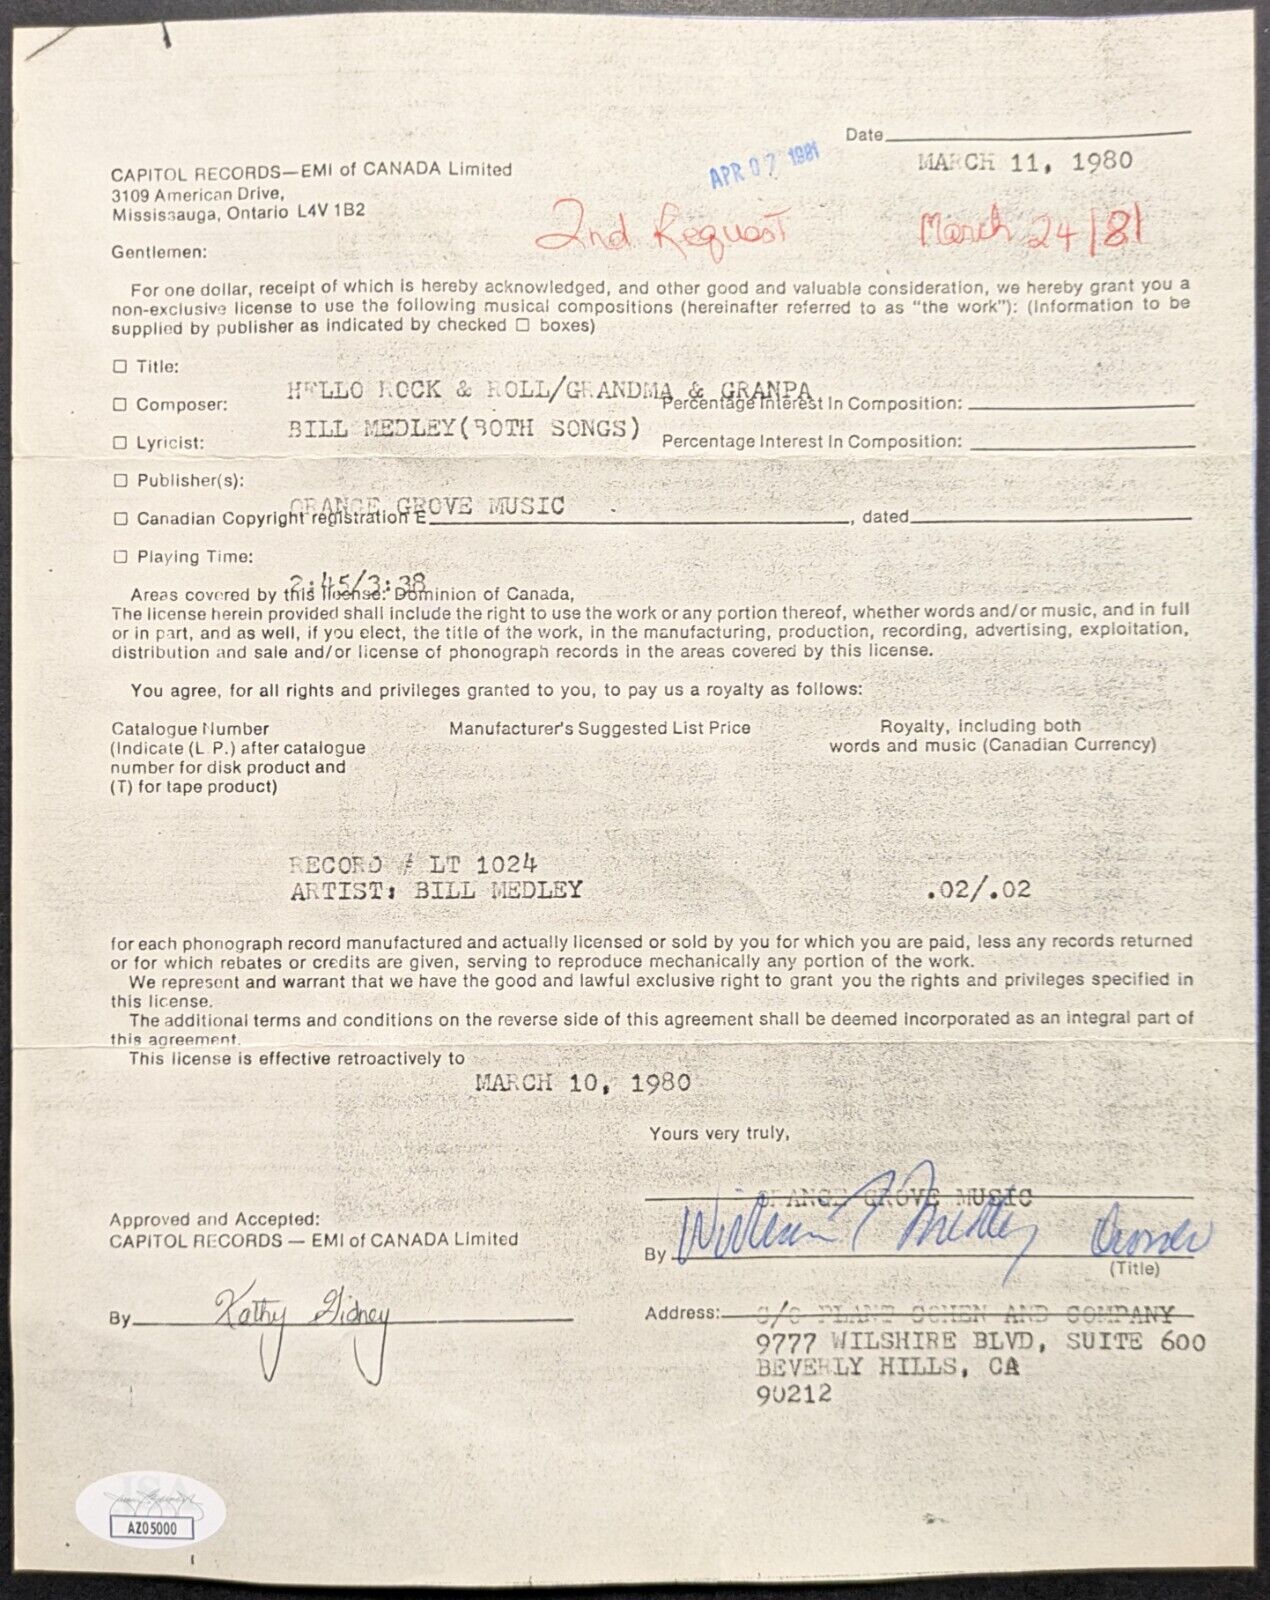 Date
CAPITOL RECORDS—EMI of CANADA Limited
APR 07 1981
MARCH 11, 1980
3109 American Drive,
Mississauga, Ontario L4V 1B2
2nd Request March 24/81
Gentlemen:
For one dollar, receipt of which is hereby acknowledged, and other good and valuable consideration, we hereby grant you a
non-exclusive license to use the following musical compositions (hereinafter referred to as "the work"): (Information to be
supplied by publisher as indicated by checked ☐ boxes)
☐ Title:
HELLO ROCK & ROLL/GRANDMA & GRANPA
☐ Composer: Percentage Interest In Composition:
BILL MEDLEY(BOTH SONGS)
☐ Lyricist: Percentage Interest In Composition:
☐ Publisher(s):
ORANGE GROVE MUSIC
☐ Canadian Copyright registration E , dated
☐ Playing Time:
2:45/3:38
Areas covered by this license: Dominion of Canada,
The license herein provided shall include the right to use the work or any portion thereof, whether words and/or music, and in full
or in part, and as well, if you elect, the title of the work, in the manufacturing, production, recording, advertising, exploitation,
distribution and sale and/or license of phonograph records in the areas covered by this license.
You agree, for all rights and privileges granted to you, to pay us a royalty as follows:
Catalogue Number Manufacturer's Suggested List Price Royalty, including both
(Indicate (L.P.) after catalogue words and music (Canadian Currency)
number for disk product and
(T) for tape product)
RECORD # LT 1024
ARTIST: BILL MEDLEY .02/.02
for each phonograph record manufactured and actually licensed or sold by you for which you are paid, less any records returned
or for which rebates or credits are given, serving to reproduce mechanically any portion of the work.
We represent and warrant that we have the good and lawful exclusive right to grant you the rights and privileges specified in
this license.
The additional terms and conditions on the reverse side of this agreement shall be deemed incorporated as an integral part of
this agreement.
This license is effective retroactively to
MARCH 10, 1980
Yours very truly,
ORANGE GROVE MUSIC
Approved and Accepted:
CAPITOL RECORDS — EMI of CANADA Limited
By William T Medley Owner
(Title)
By Kathy Gidney
Address: C/O PLANT COHEN AND COMPANY
9777 WILSHIRE BLVD, SUITE 600
BEVERLY HILLS, CA
90212
JSA
AZ05000